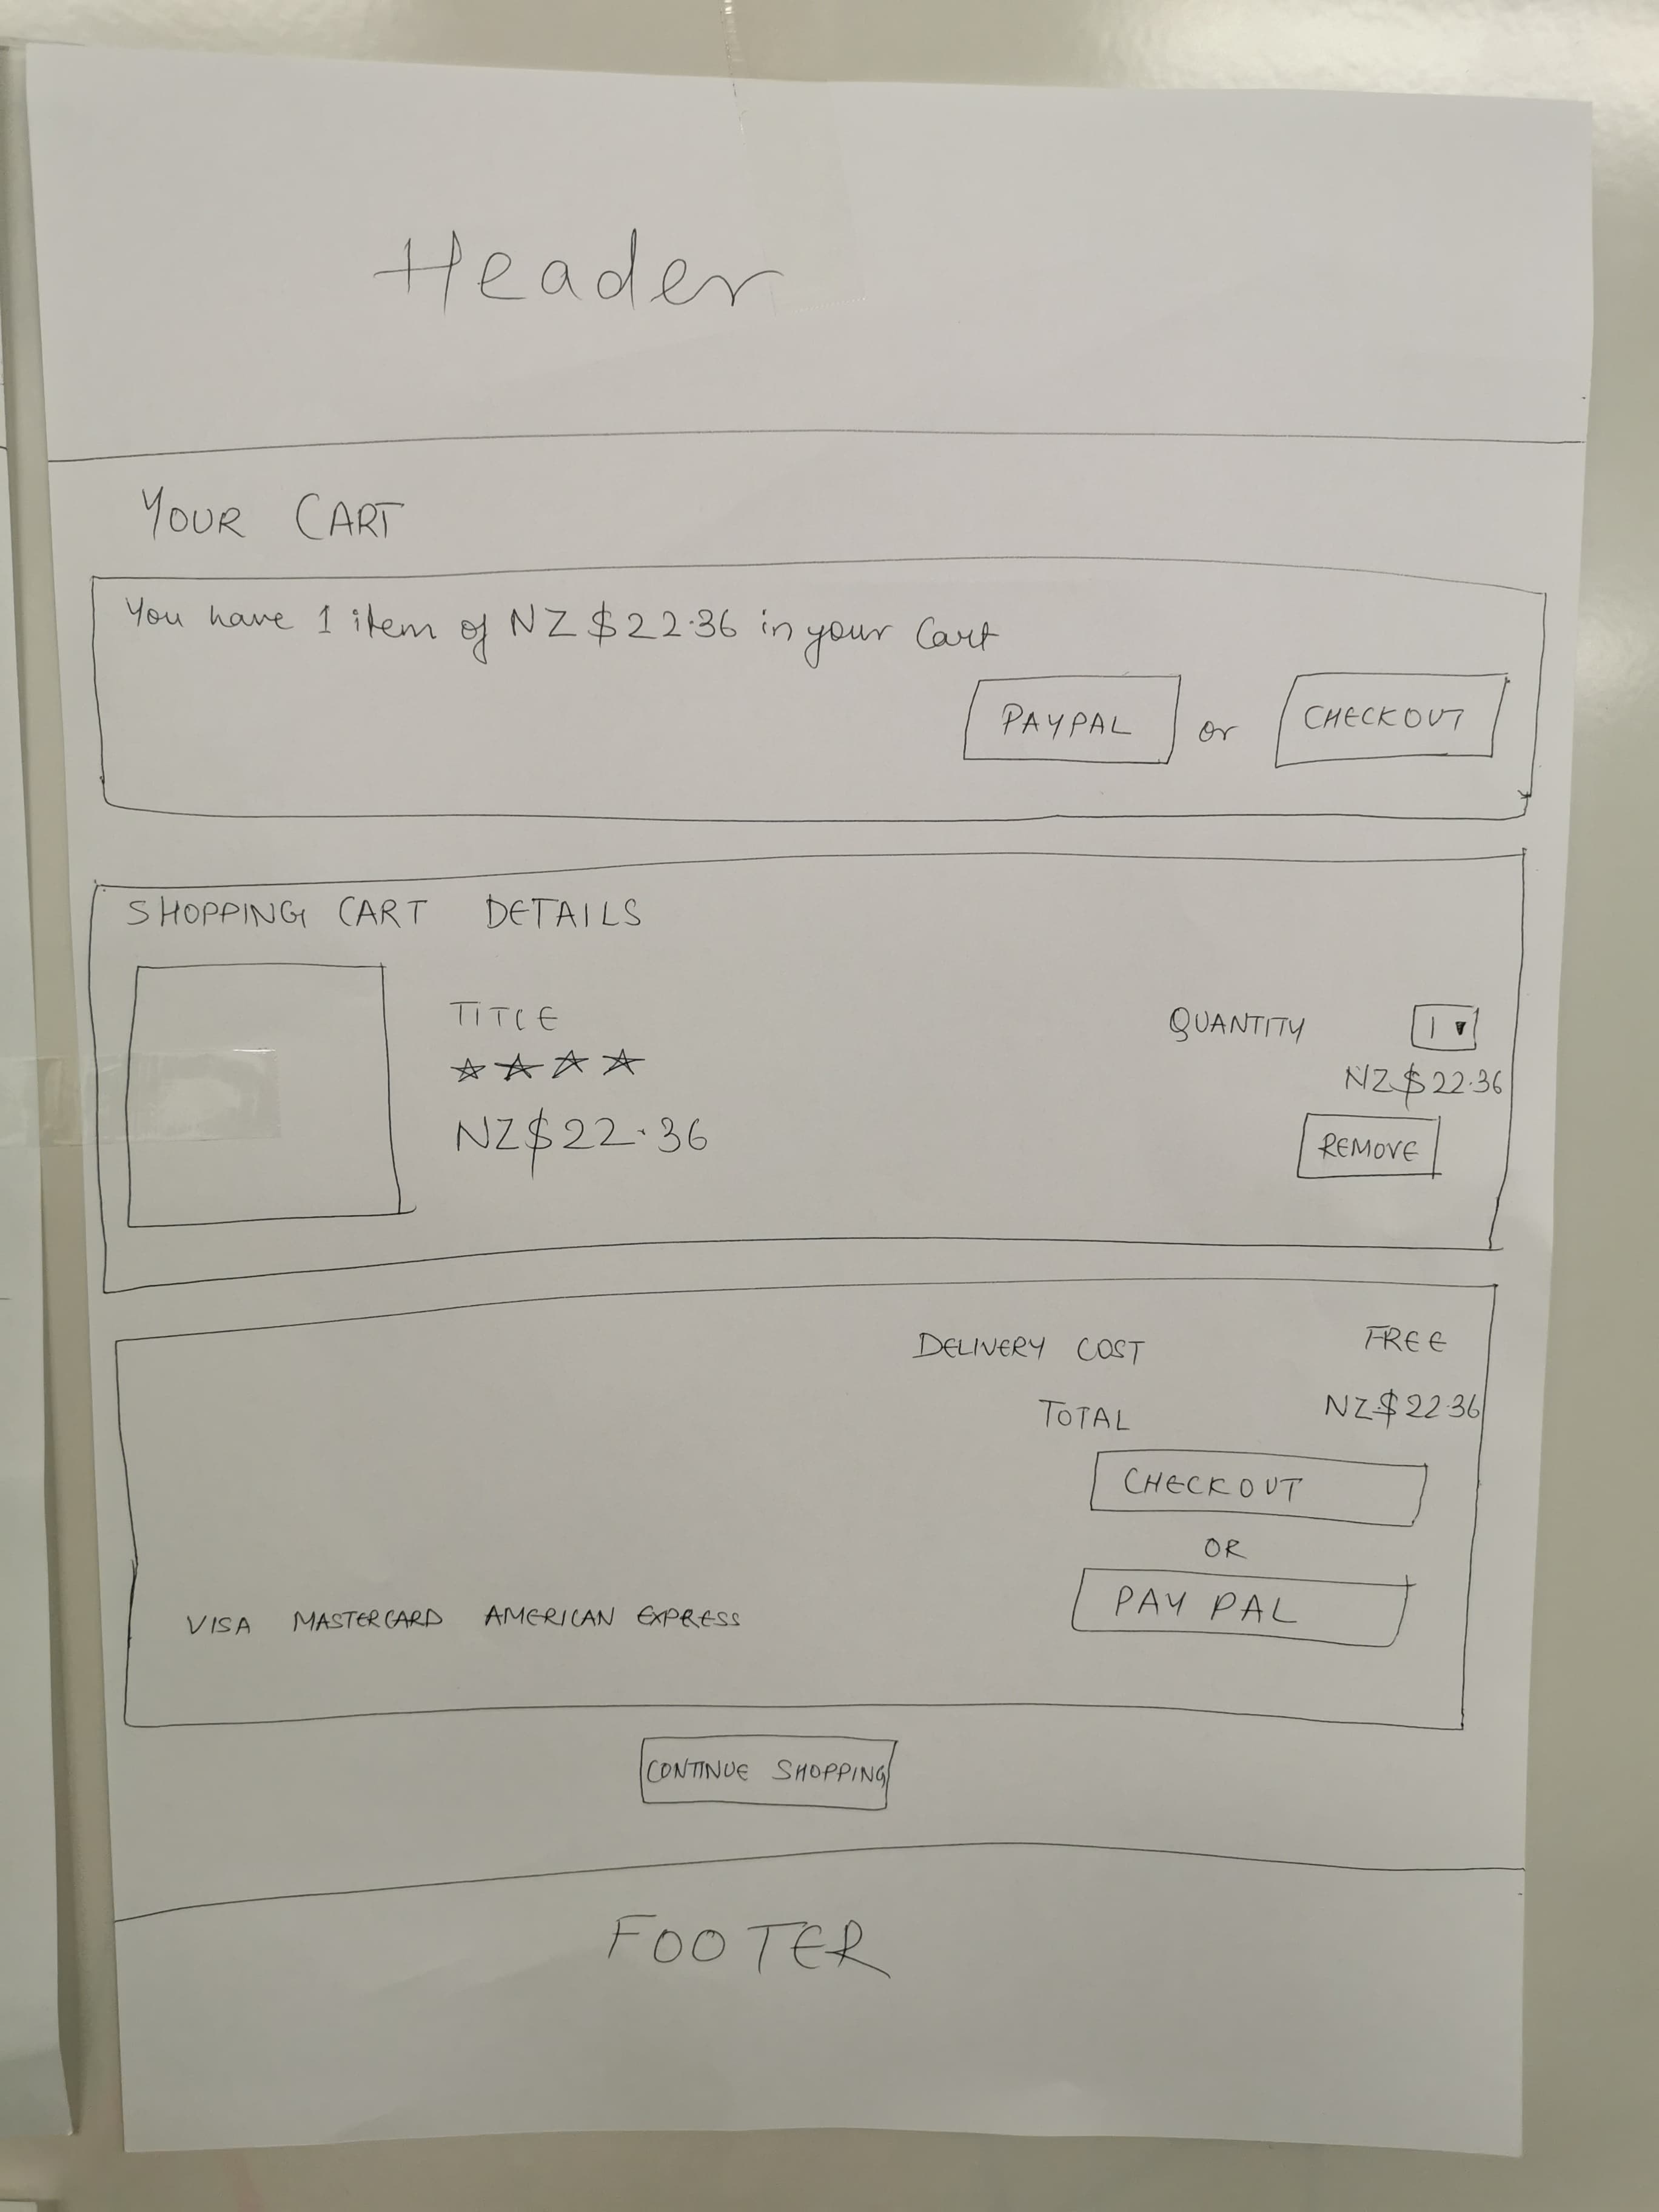 Header
YOUR CART
You have 1 item of NZ$22.36 in your Cart
PAYPAL or CHECKOUT
SHOPPING CART DETAILS
TITLE
QUANTITY 1
NZ$22.36
NZ$22.36
REMOVE
DELIVERY COST FREE
TOTAL NZ$22.36
CHECKOUT
OR
PAYPAL
VISA MASTERCARD AMERICAN EXPRESS
CONTINUE SHOPPING
FOOTER